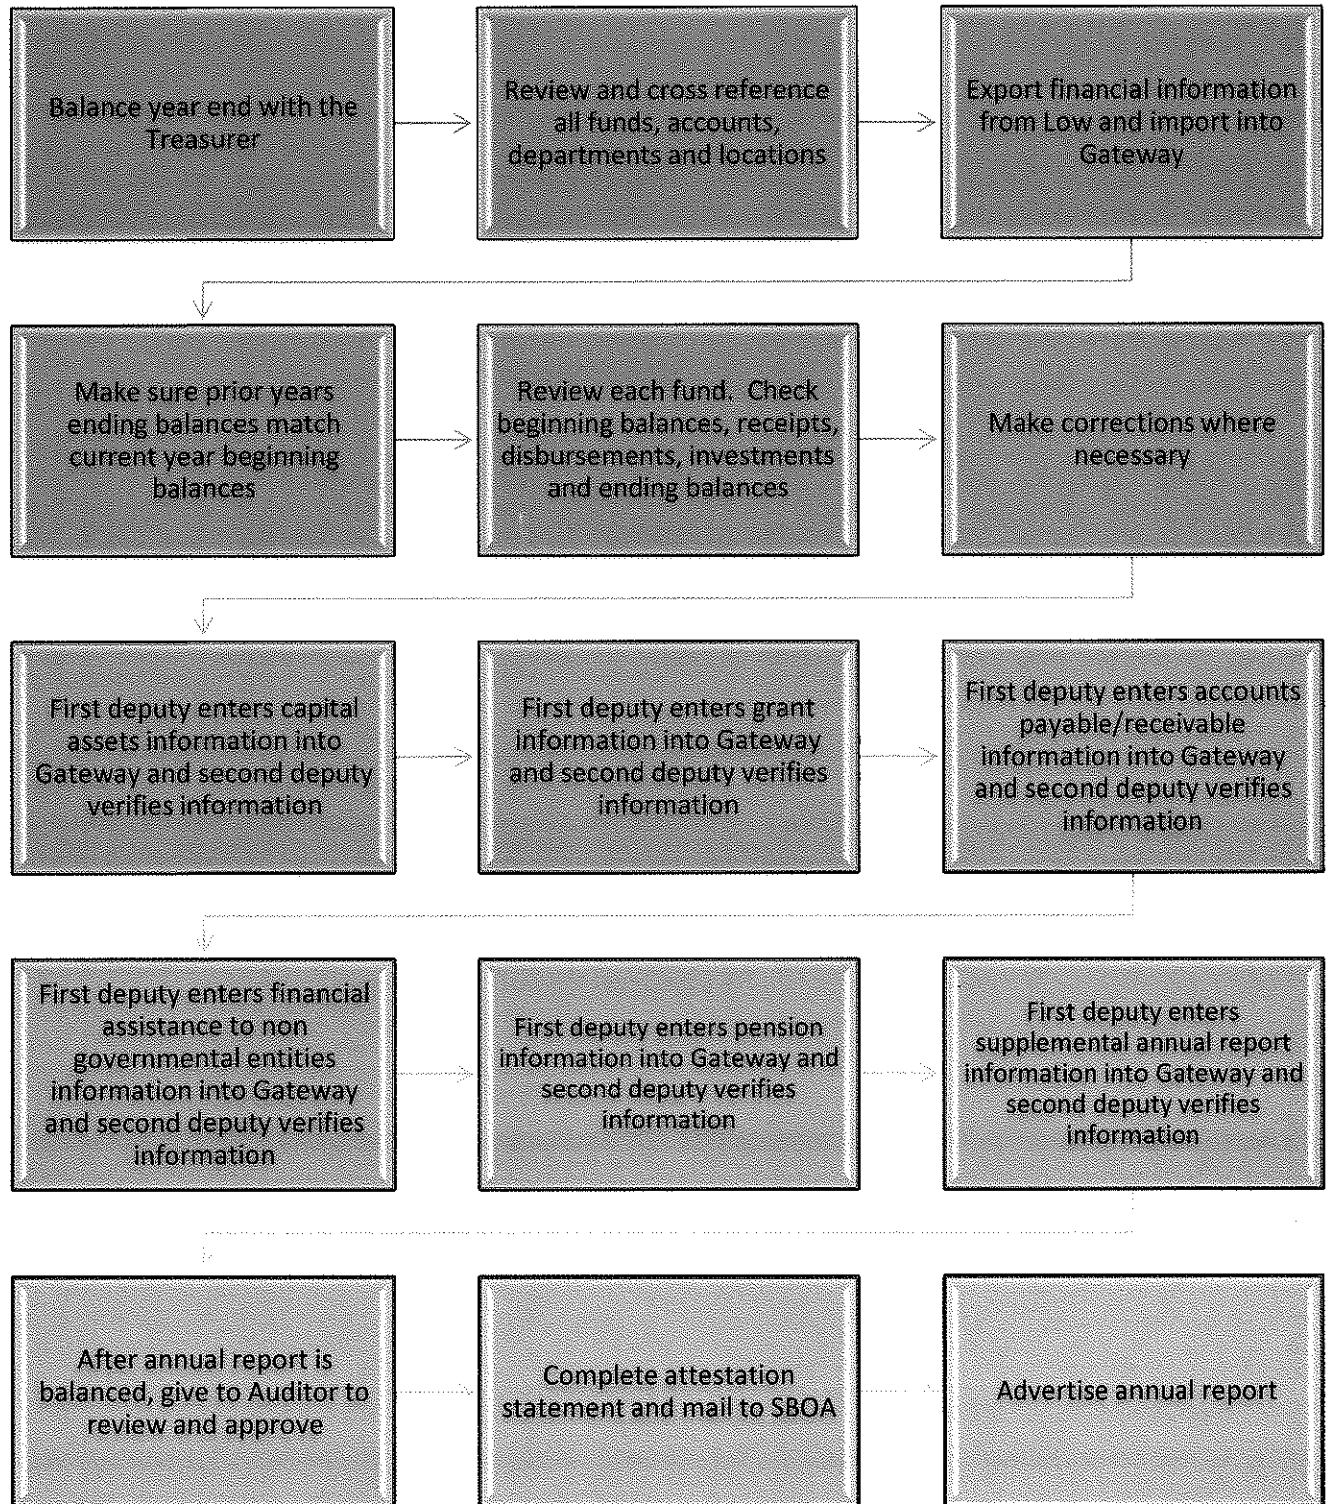 Balance year end with the
Treasurer
Review and cross reference
all funds, accounts,
departments and locations
Export financial information
from Low and import into
Gateway
Make sure prior years
ending balances match
current year beginning
balances
Review each fund.  Check
beginning balances, receipts,
disbursements, investments
and ending balances
Make corrections where
necessary
First deputy enters capital
assets information into
Gateway and second deputy
verifies information
First deputy enters grant
information into Gateway
and second deputy verifies
information
First deputy enters accounts
payable/receivable
information into Gateway
and second deputy verifies
information
First deputy enters financial
assistance to non
governmental entities
information into Gateway
and second deputy verifies
information
First deputy enters pension
information into Gateway and
second deputy verifies
information
First deputy enters
supplemental annual report
information into Gateway and
second deputy verifies
information
After annual report is
balanced, give to Auditor to
review and approve
Complete attestation
statement and mail to SBOA
Advertise annual report